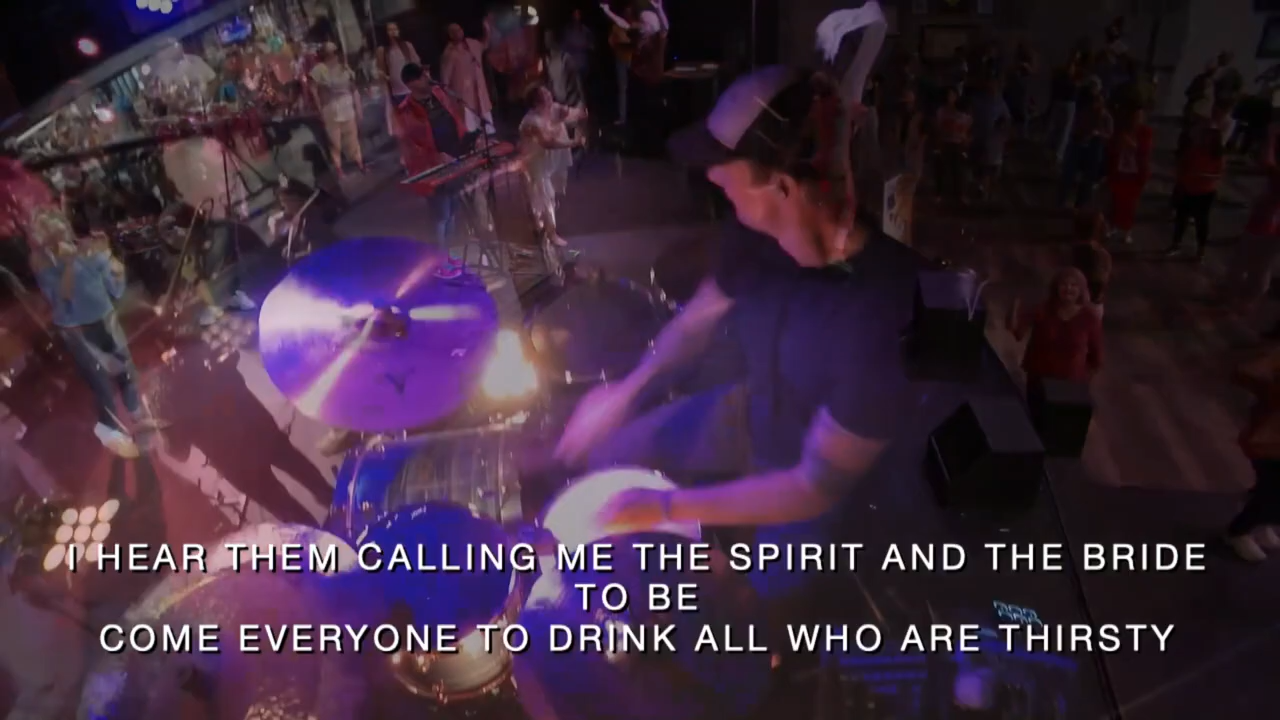 I HEAR THEM CALLING ME THE SPIRIT AND THE BRIDE
TO BE
COME EVERYONE TO DRINK ALL WHO ARE THIRSTY